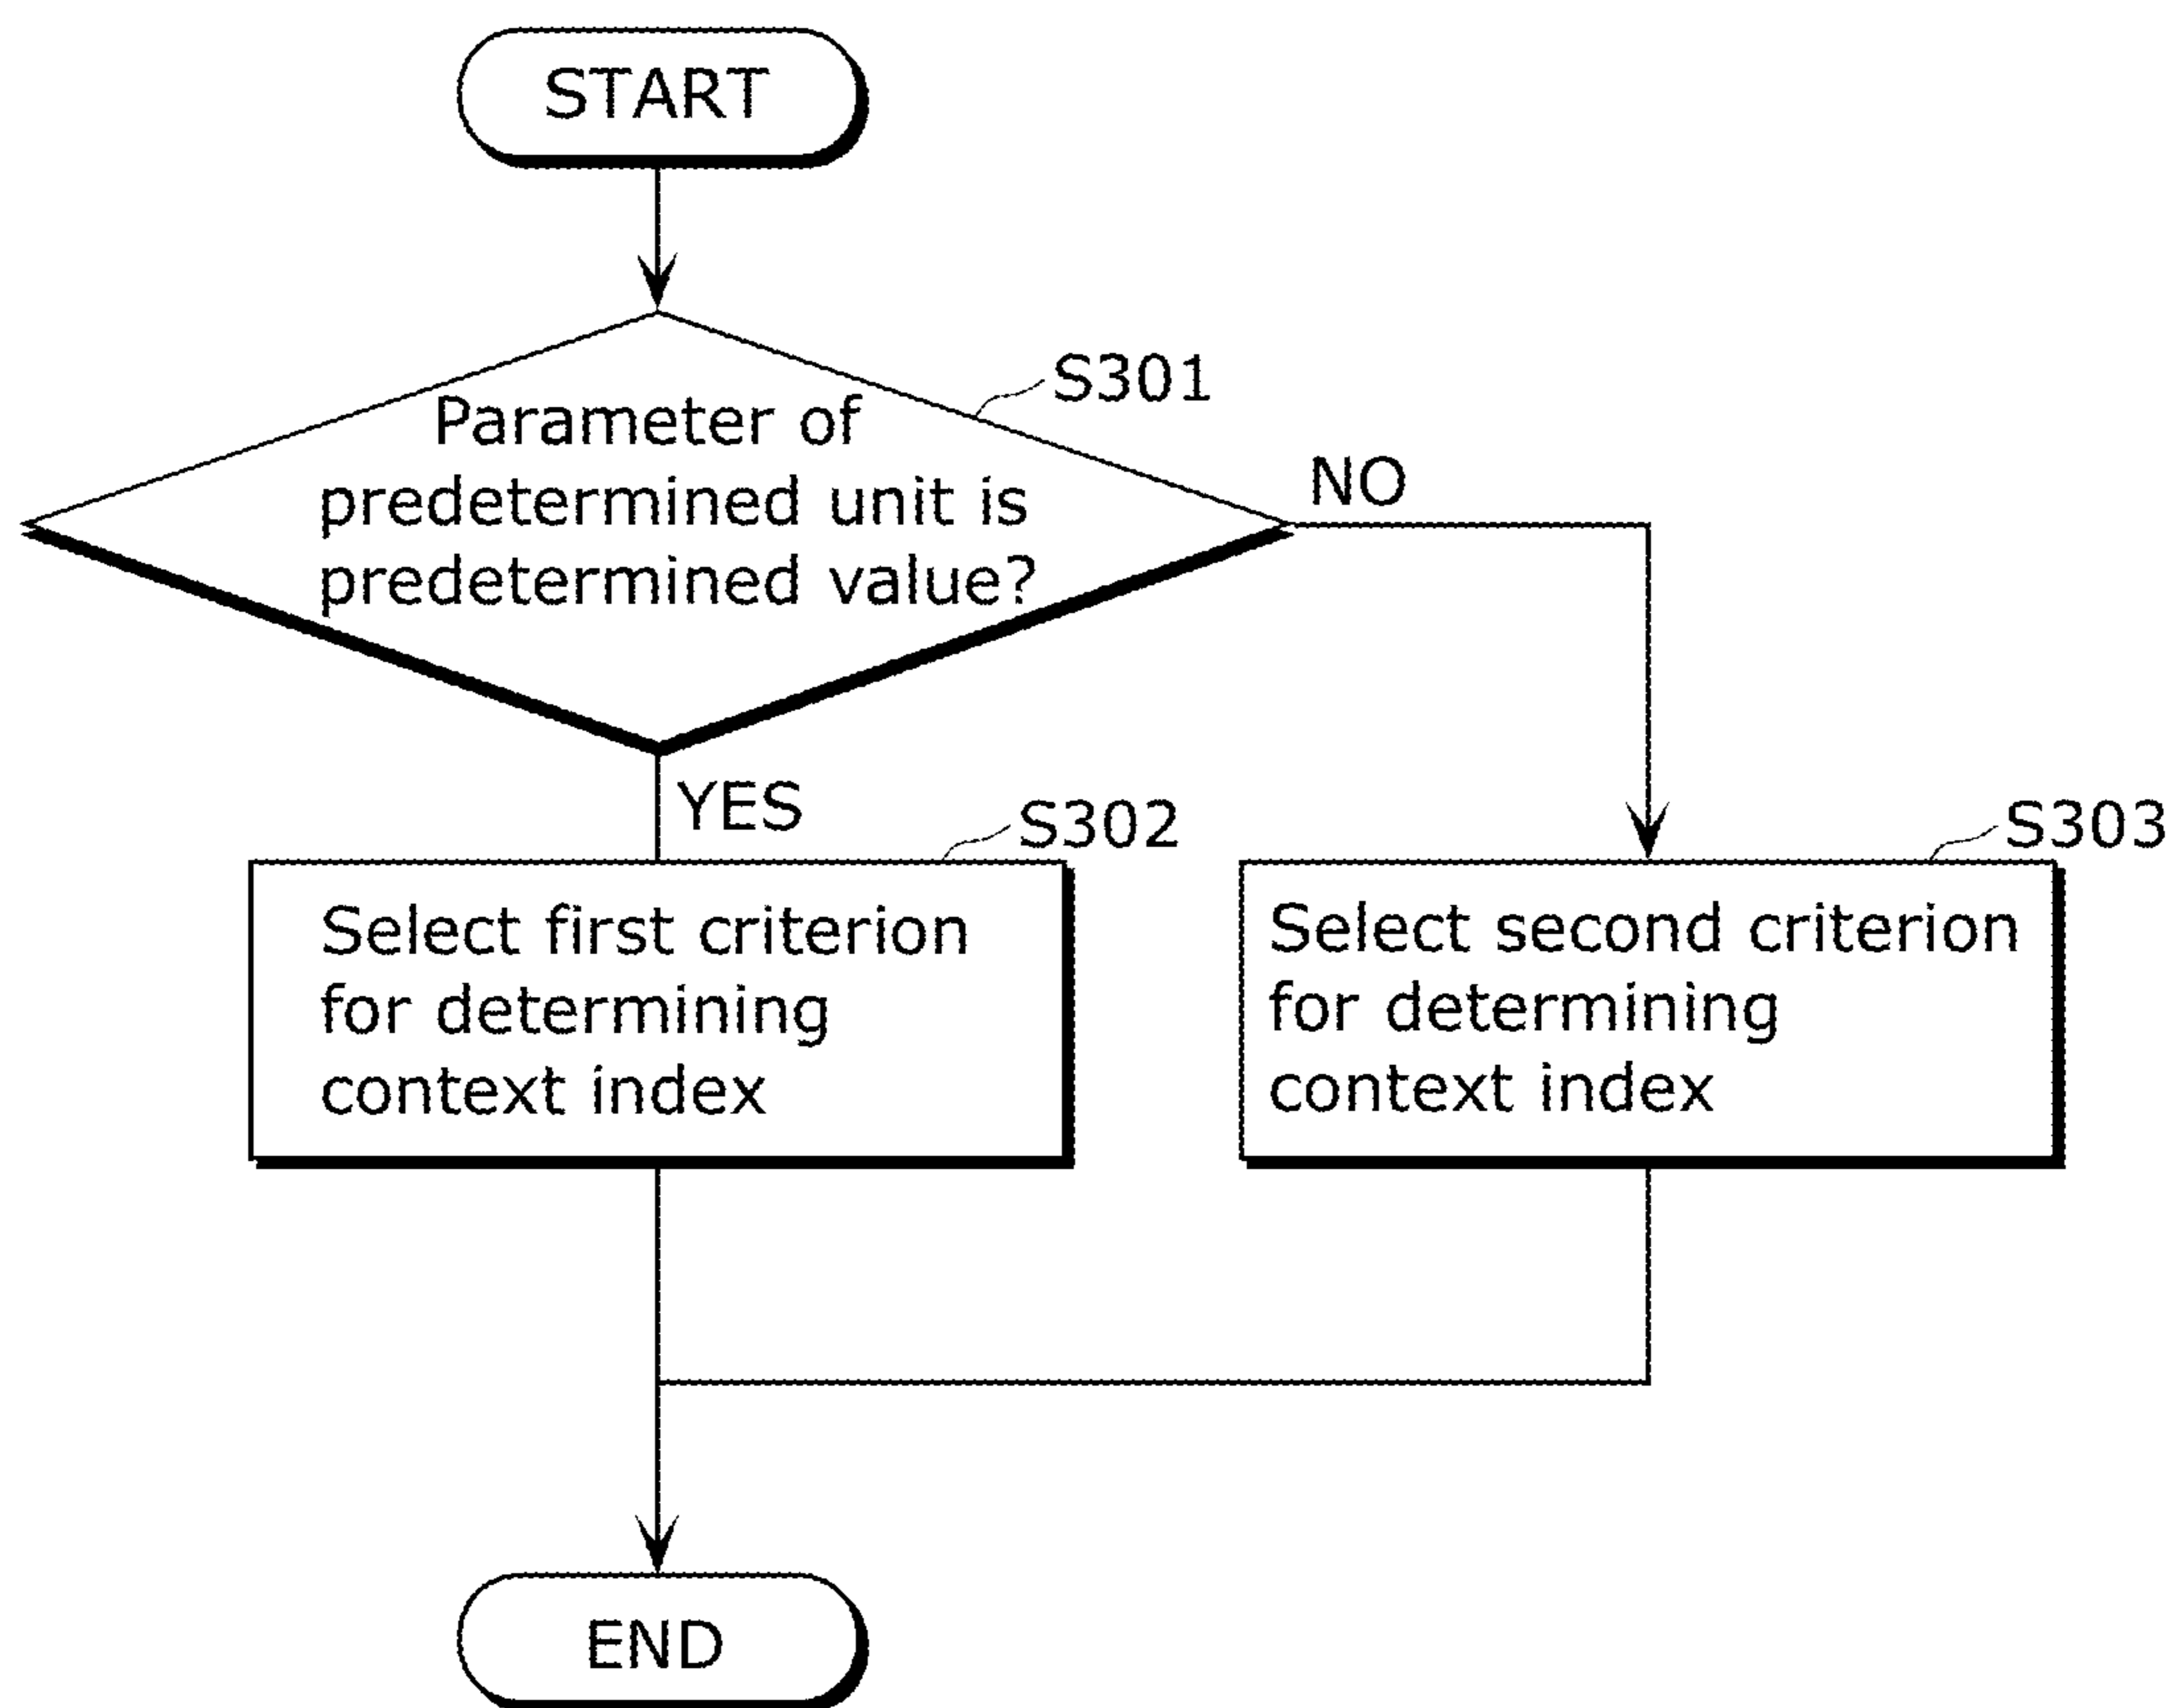 START
S301
Parameter of
predetermined unit is
predetermined value?
NO
YES
S302
Select first criterion
for determining
context index
S303
Select second criterion
for determining
context index
END